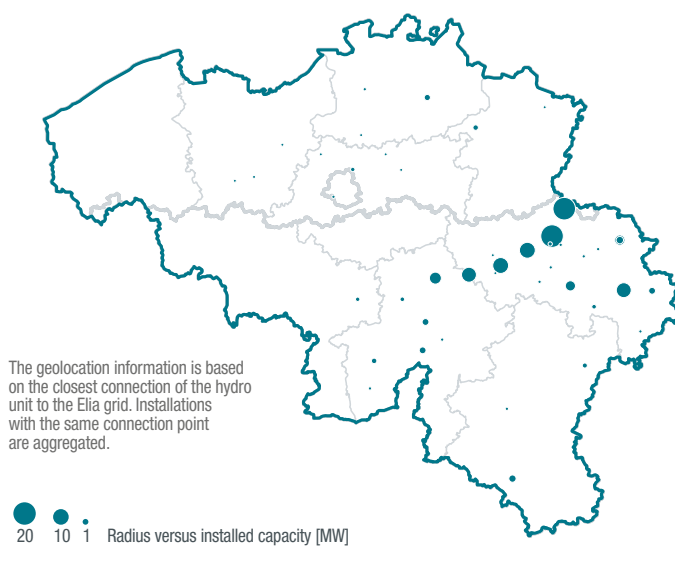 The geolocation information is based
on the closest connection of the hydro
unit to the Elia grid. Installations
with the same connection point
are aggregated.
20 10 1 Radius versus installed capacity [MW]